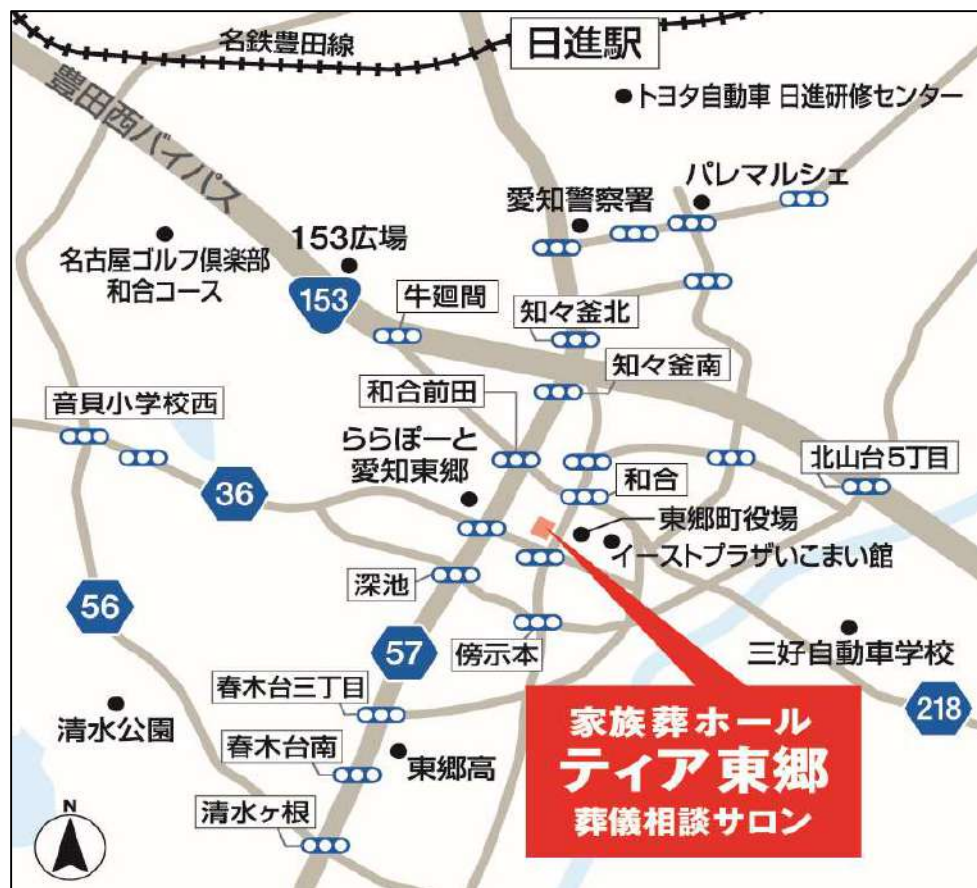 名鉄豊田線
日進駅
トヨタ自動車 日進研修センター
豊田西バイパス
パレマルシェ
愛知警察署
153広場
名古屋ゴルフ倶楽部
和合コース
153
牛廻間
知々釜北
知々釜南
和合前田
音貝小学校西
ららぽーと
愛知東郷
北山台5丁目
和合
36
東郷町役場
イーストプラザいこまい館
深池
56
57
傍示本
三好自動車学校
春木台三丁目
218
清水公園
春木台南
東郷高
清水ヶ根
家族葬ホール
ティア東郷
葬儀相談サロン
N